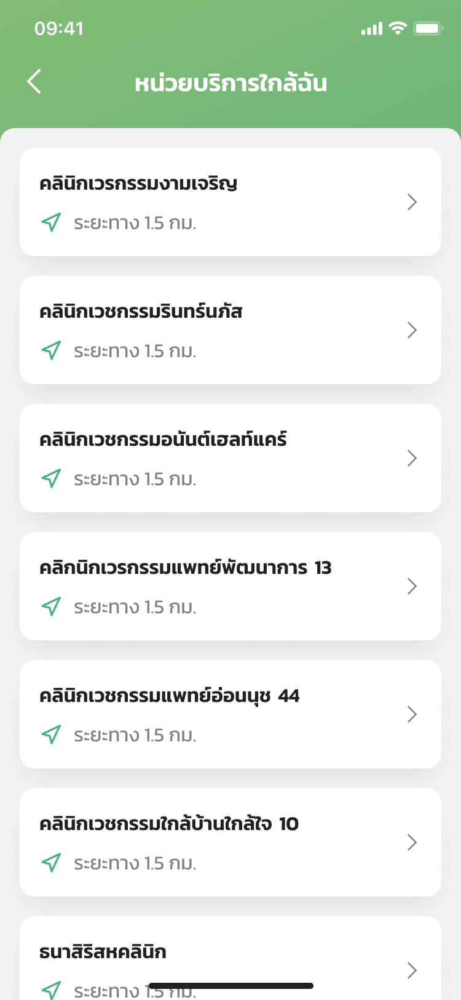 09:41
หน่วยบริการใกล้ฉัน
คลินิกเวรกรรมงามเจริญ
ระยะทาง 1.5 กม.
คลินิกเวชกรรมรินทร์นภัส
ระยะทาง 1.5 กม.
คลินิกเวชกรรมอนันต์เฮลท์แคร์
ระยะทาง 1.5 กม.
คลิกนิกเวรกรรมแพทย์พัฒนาการ 13
ระยะทาง 1.5 กม.
คลินิกเวชกรรมแพทย์อ่อนนุช 44
ระยะทาง 1.5 กม.
คลินิกเวชกรรมใกล้บ้านใกล้ใจ 10
ระยะทาง 1.5 กม.
ธนาสิริสหคลินิก
ระยะทาง 1.5 กม.